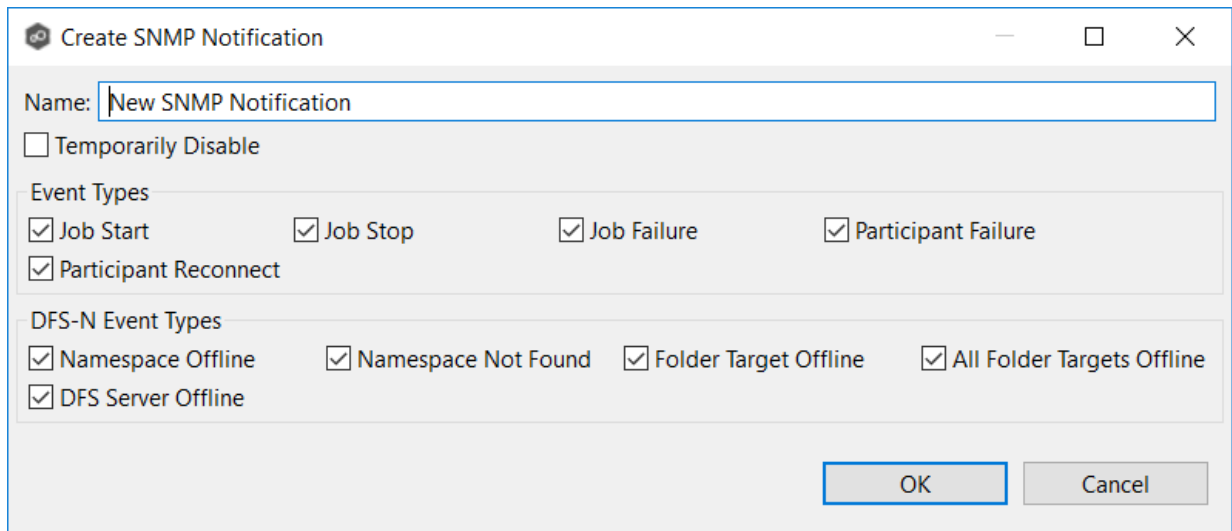 Create SNMP Notification
Name: New SNMP Notification
Temporarily Disable
Event Types
Job Start Job Stop Job Failure Participant Failure
Participant Reconnect
DFS-N Event Types
Namespace Offline Namespace Not Found Folder Target Offline All Folder Targets Offline
DFS Server Offline
OK Cancel